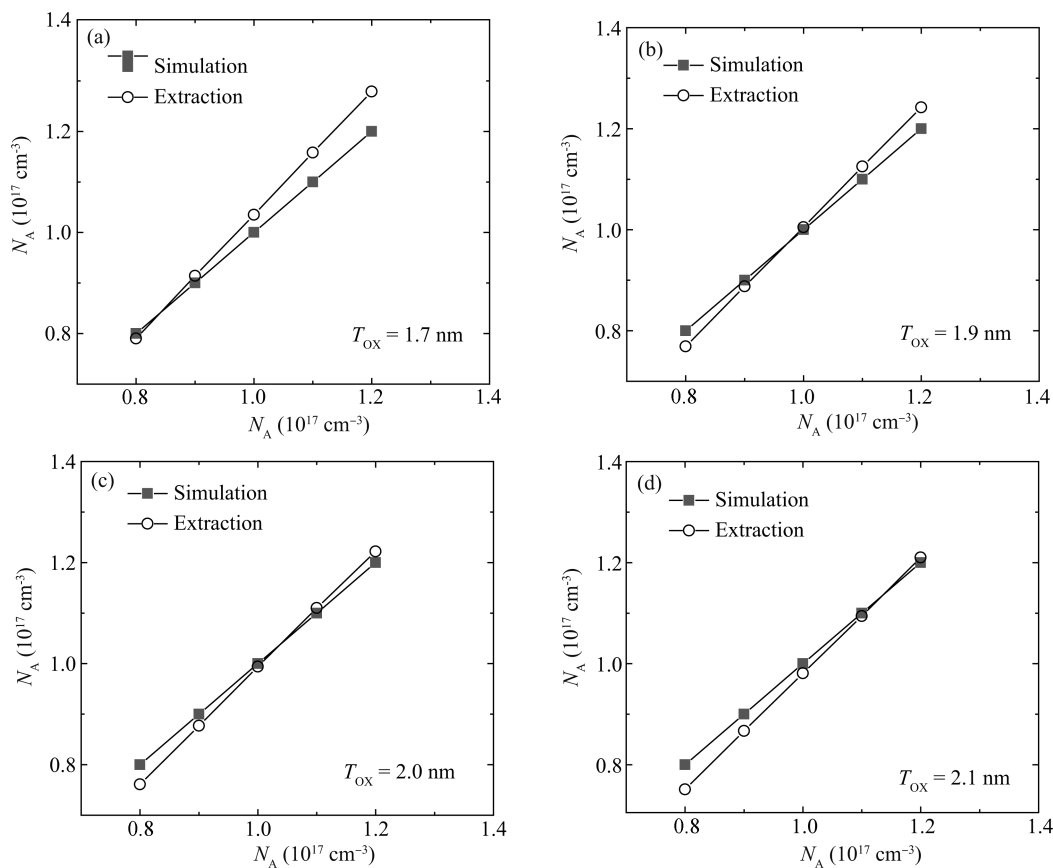 (a)
Simulation
Extraction
1.4
1.2
1.0
0.8
N_A (10^17 cm^-3)
T_OX = 1.7 nm
0.8 1.0 1.2 1.4
N_A (10^17 cm^–3)
(b)
Simulation
Extraction
1.4
1.2
1.0
0.8
N_A (10^17 cm^-3)
T_OX = 1.9 nm
0.8 1.0 1.2 1.4
N_A (10^17 cm^–3)
(c)
Simulation
Extraction
1.4
1.2
1.0
0.8
N_A (10^17 cm^-3)
T_OX = 2.0 nm
0.8 1.0 1.2 1.4
N_A (10^17 cm^–3)
(d)
Simulation
Extraction
1.4
1.2
1.0
0.8
N_A (10^17 cm^-3)
T_OX = 2.1 nm
0.8 1.0 1.2 1.4
N_A (10^17 cm^–3)